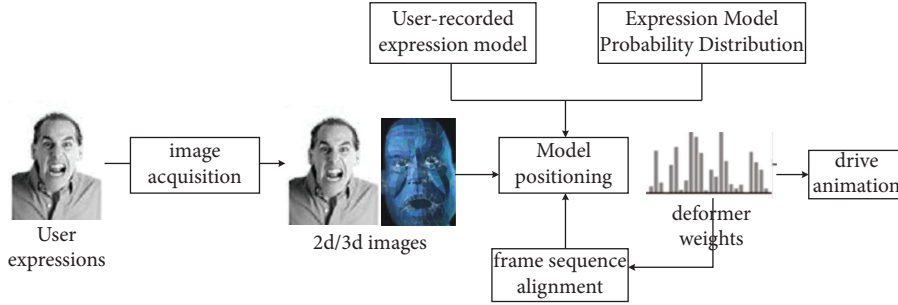 User-recorded
expression model
Expression Model
Probability Distribution
image
acquisition
Model
positioning
drive
animation
User
expressions
2d/3d images
deformer
weights
frame sequence
alignment